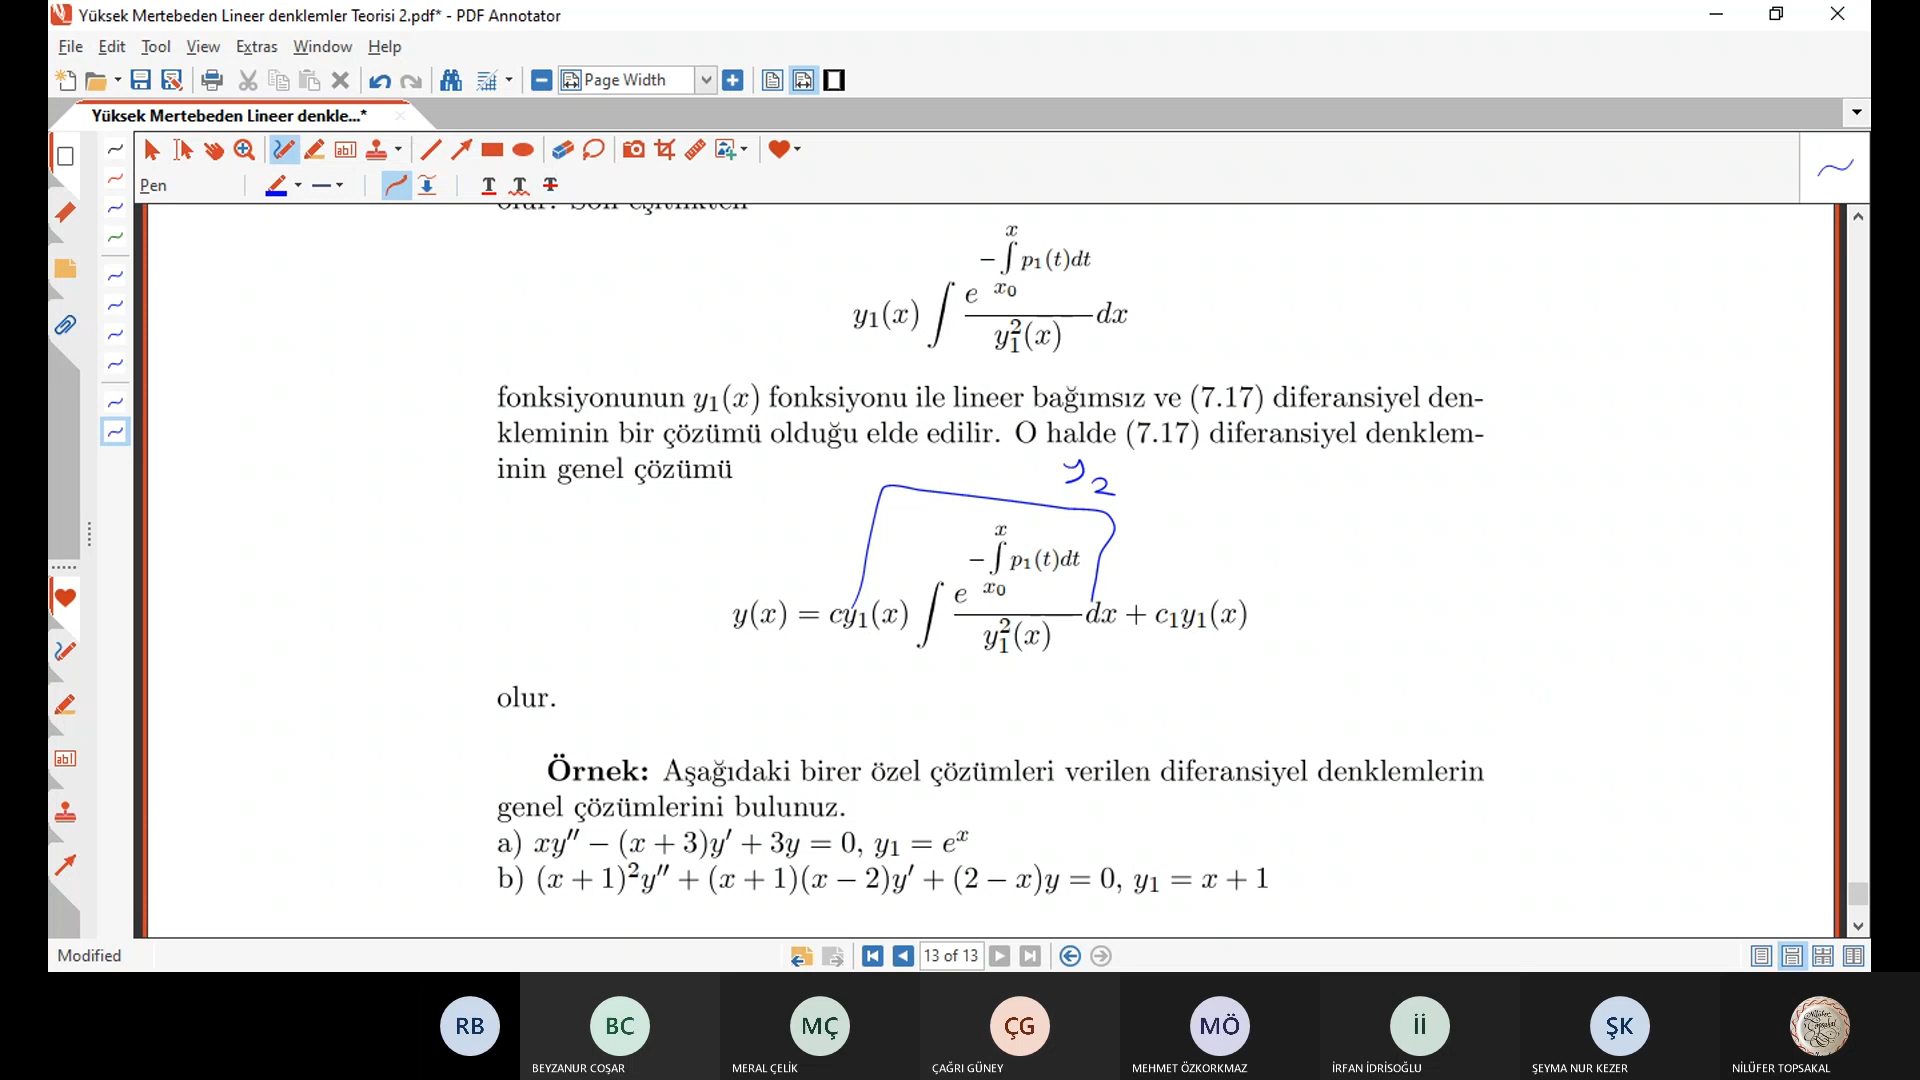 Yüksek Mertebeden Lineer denklemler Teorisi 2.pdf* - PDF Annotator
File Edit Tool View Extras Window Help
Page Width
Yüksek Mertebeden Lineer denkle...*
Pen
olur. Son eşitlikten
y₁(x) ∫ e^(-∫_{x₀}^{x} p₁(t)dt) / y₁²(x) dx
fonksiyonunun y₁(x) fonksiyonu ile lineer bağımsız ve (7.17) diferansiyel den-
kleminin bir çözümü olduğu elde edilir. O halde (7.17) diferansiyel denklem-
inin genel çözümü
y₂
y(x) = cy₁(x) ∫ e^(-∫_{x₀}^{x} p₁(t)dt) / y₁²(x) dx + c₁y₁(x)
olur.
Örnek: Aşağıdaki birer özel çözümleri verilen diferansiyel denklemlerin
genel çözümlerini bulunuz.
a) xy″ − (x + 3)y′ + 3y = 0, y₁ = eˣ
b) (x + 1)²y″ + (x + 1)(x − 2)y′ + (2 − x)y = 0, y₁ = x + 1
Modified
13 of 13
RB BC MÇ ÇG MÖ İİ ŞK
BEYZANUR COŞAR MERAL ÇELİK ÇAĞRI GÜNEY MEHMET ÖZKORKMAZ İRFAN İDRİSOĞLU ŞEYMA NUR KEZER NİLÜFER TOPSAKAL